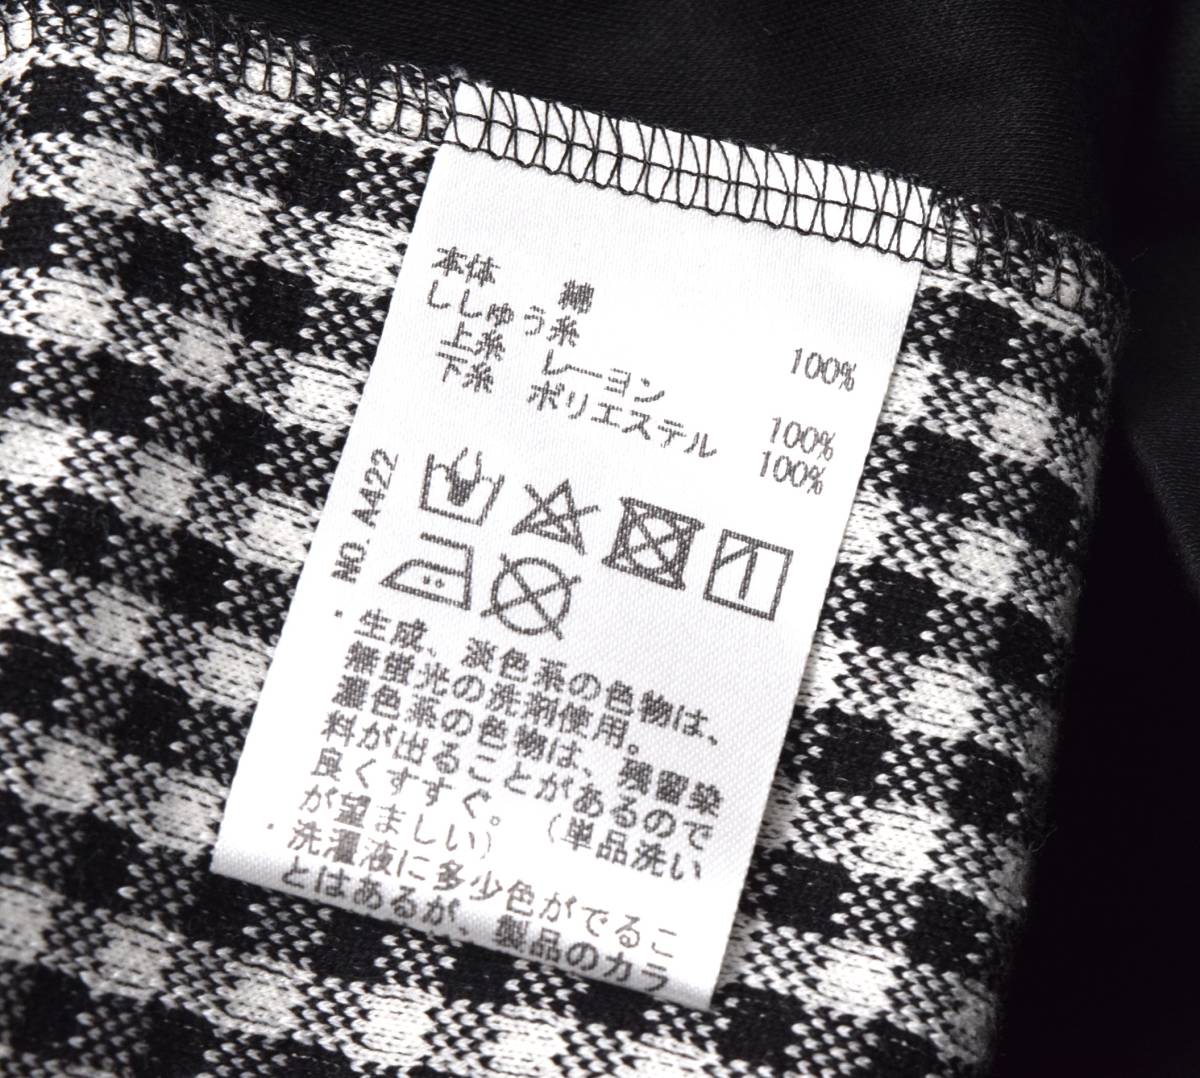 本体 綿 100%
ししゅう糸
上糸 レーヨン 100%
下糸 ポリエステル 100%
NO. A422
・生成、淡色系の色物は、
無蛍光の洗剤使用。
濃色系の色物は、残留染
料が出ることがあるので
良くすすぐ。(単品洗い
が望ましい)
・洗濯液に多少色がでるこ
とはあるが、製品のカラ